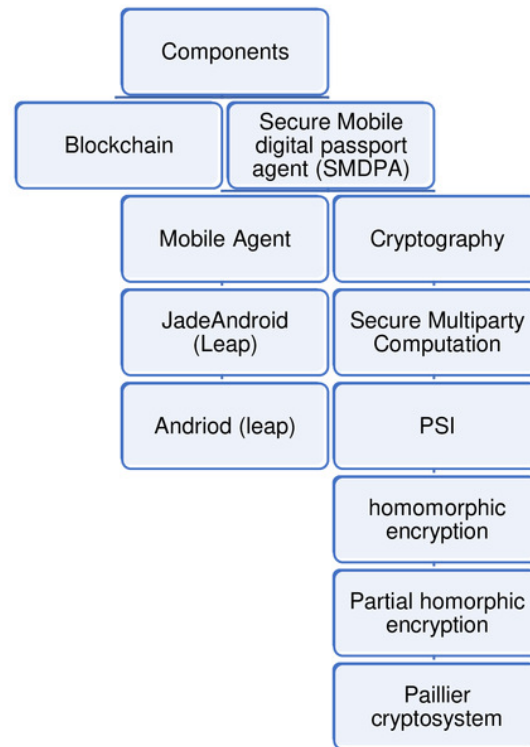 Components
Blockchain
Secure Mobile
digital passport
agent (SMDPA)
Mobile Agent
Cryptography
JadeAndroid
(Leap)
Secure Multiparty
Computation
Andriod (leap)
PSI
homomorphic
encryption
Partial homorphic
encryption
Paillier
cryptosystem